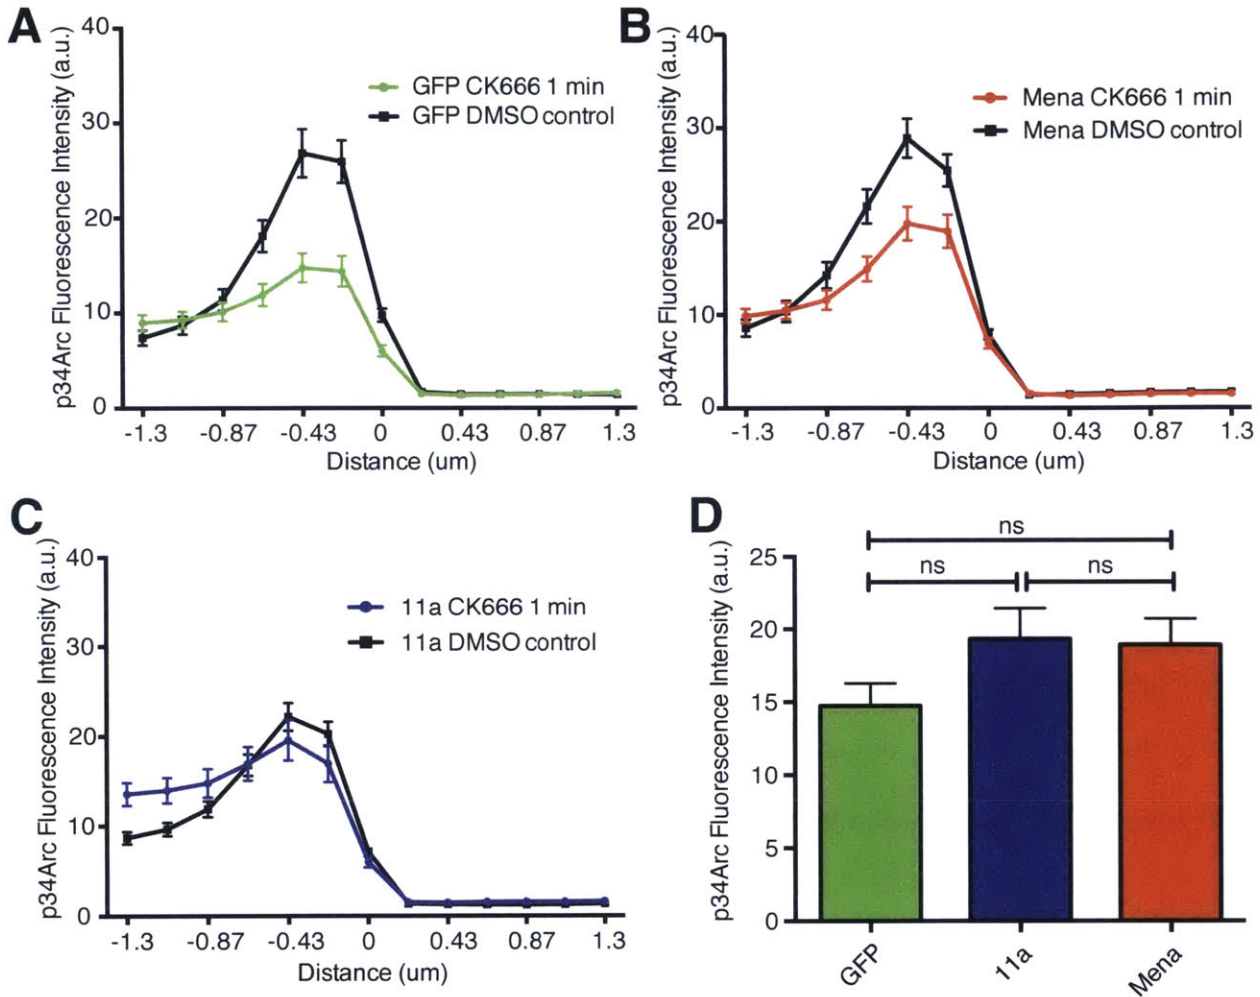 A
p34Arc Fluorescence Intensity (a.u.)
40
30
20
10
0
GFP CK666 1 min
GFP DMSO control
-1.3 -0.87 -0.43 0 0.43 0.87 1.3
Distance (um)
B
p34Arc Fluorescence Intensity (a.u.)
40
30
20
10
0
Mena CK666 1 min
Mena DMSO control
-1.3 -0.87 -0.43 0 0.43 0.87 1.3
Distance (um)
C
p34Arc Fluorescence Intensity (a.u.)
40
30
20
10
0
11a CK666 1 min
11a DMSO control
-1.3 -0.87 -0.43 0 0.43 0.87 1.3
Distance (um)
D
p34Arc Fluorescence Intensity (a.u.)
25
20
15
10
5
0
ns
ns ns
GFP 11a Mena